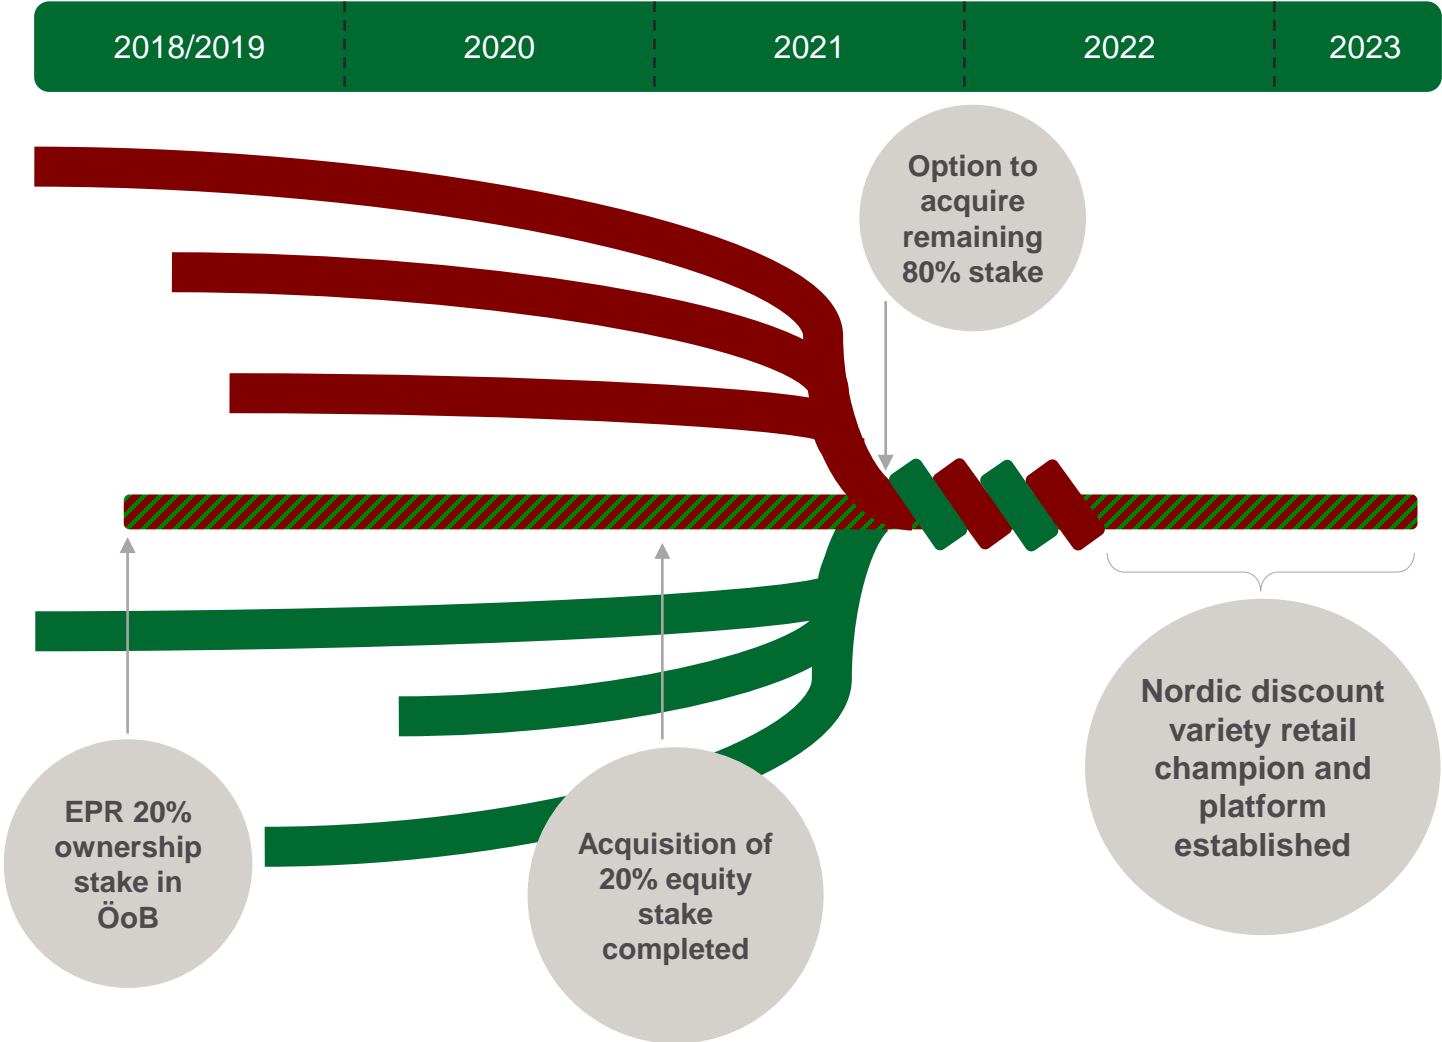 2018/2019
2020
2021
2022
2023
Option to
acquire
remaining
80% stake
EPR 20%
ownership
stake in
ÖoB
Acquisition of
20% equity
stake
completed
Nordic discount
variety retail
champion and
platform
established